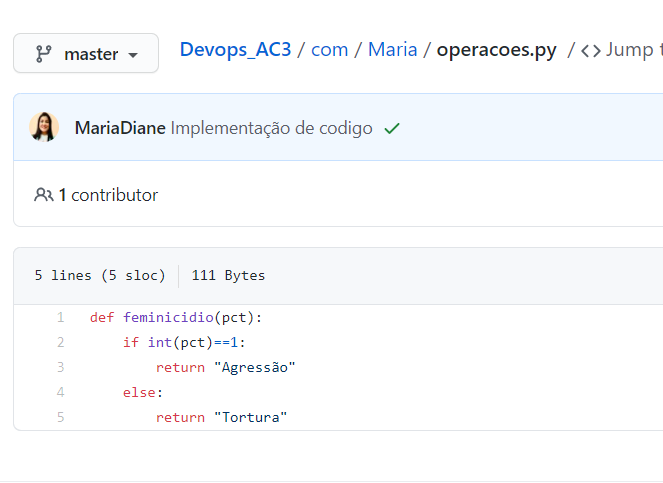 master Devops_AC3 / com / Maria / operacoes.py / <> Jump t
MariaDiane Implementação de codigo
1 contributor
5 lines (5 sloc) 111 Bytes
1 def feminicidio(pct):
2 if int(pct)==1:
3 return "Agressão"
4 else:
5 return "Tortura"